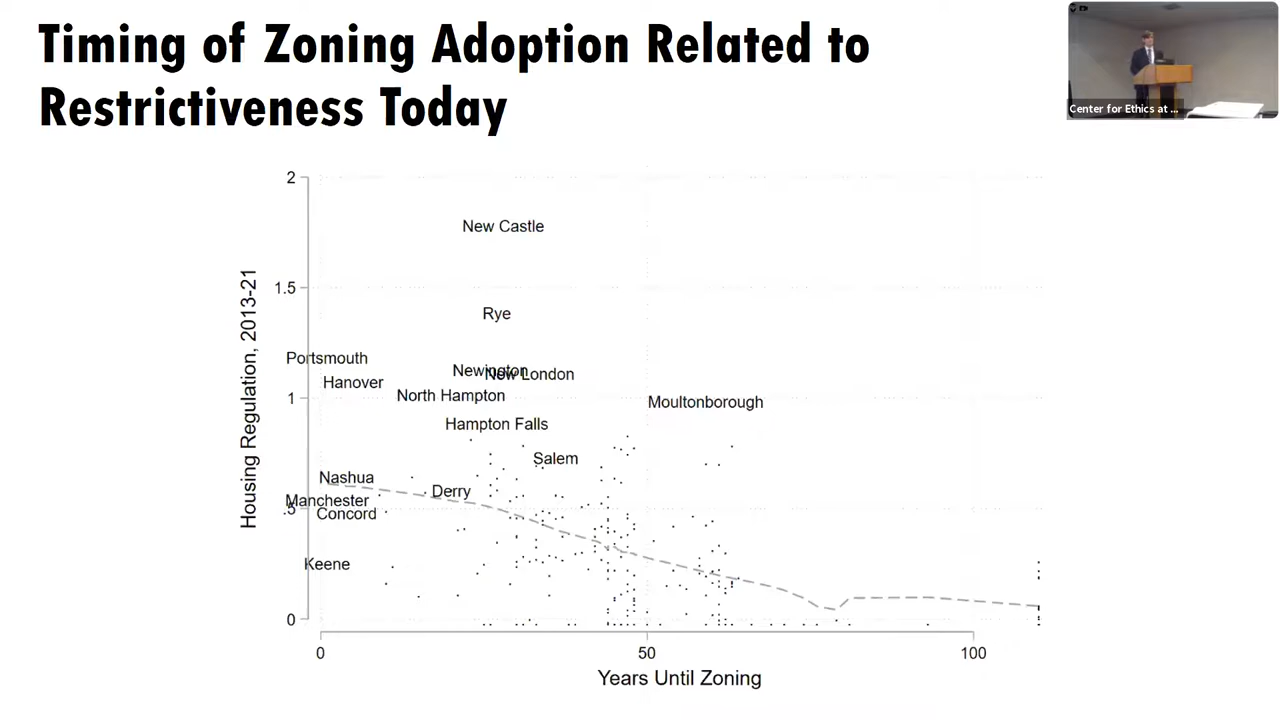 Timing of Zoning Adoption Related to
Restrictiveness Today
Center for Ethics at ...
2
New Castle
1.5
Rye
Portsmouth
Newington
New London
Hanover
North Hampton
1
Moultonborough
Hampton Falls
Salem
Nashua
Derry
Manchester
.5
Concord
Keene
0
Housing Regulation, 2013-21
0
50
100
Years Until Zoning